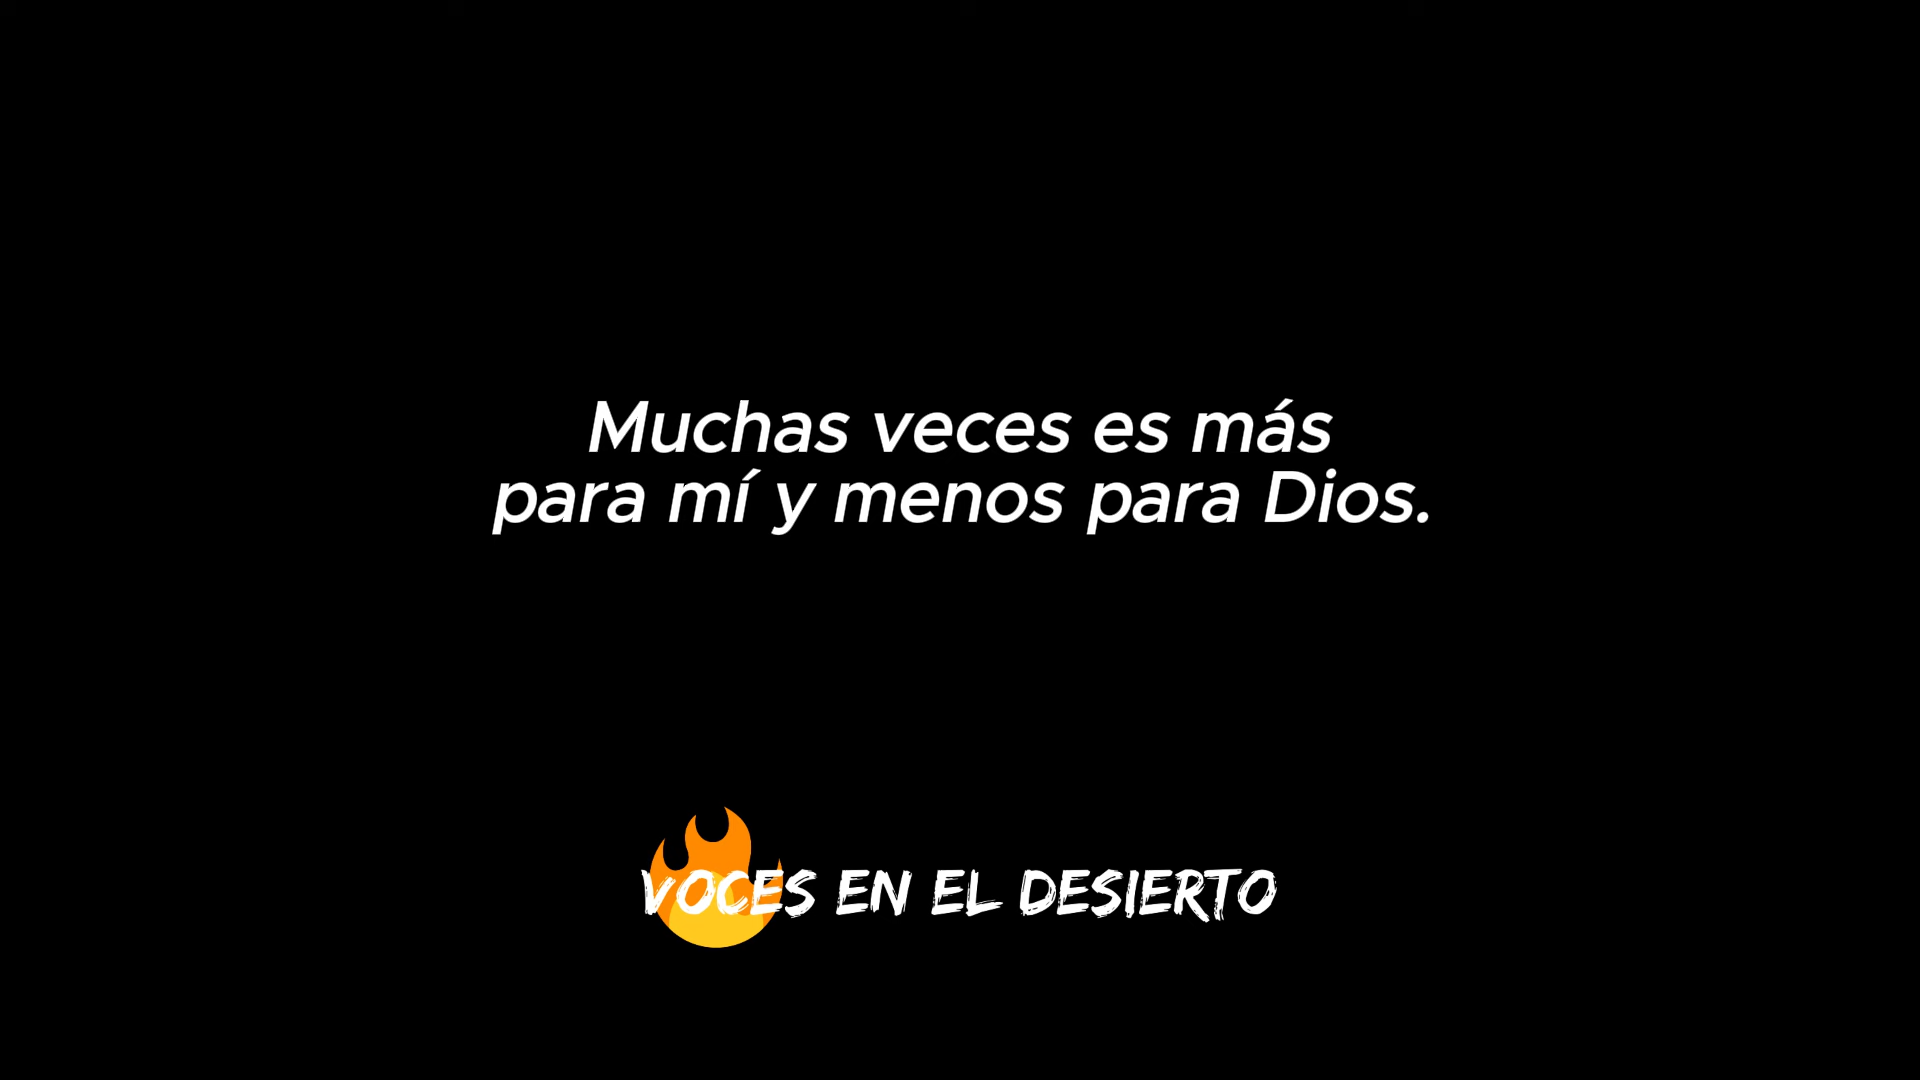 Muchas veces es más
para mí y menos para Dios.
VOCES EN EL DESIERTO